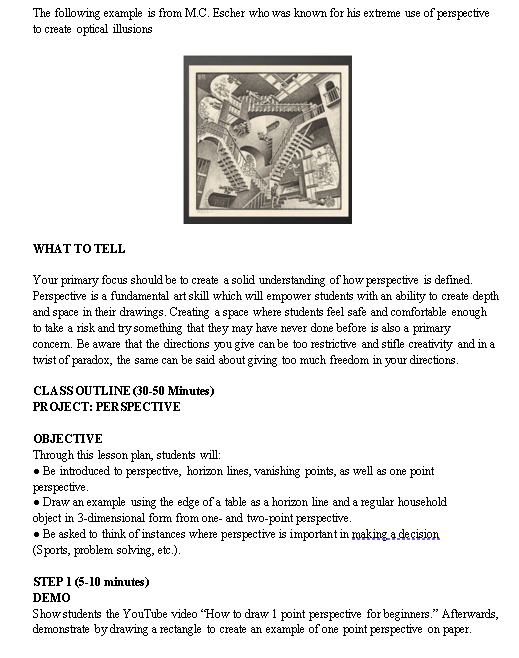 The following example is from M.C. Escher who was known for his extreme use of perspective
to create optical illusions
WHAT TO TELL
Your primary focus should be to create a solid understanding of how perspective is defined.
Perspective is a fundamental art skill which will empower students with an ability to create depth
and space in their drawings. Creating a space where students feel safe and comfortable enough
to take a risk and try something that they may have never done before is also a primary
concern. Be aware that the directions you give can be too restrictive and stifle creativity and in a
twist of paradox, the same can be said about giving too much freedom in your directions.
CLASS OUTLINE (30-50 Minutes)
PROJECT: PERSPECTIVE
OBJECTIVE
Through this lesson plan, students will:
● Be introduced to perspective, horizon lines, vanishing points, as well as one point
perspective.
● Draw an example using the edge of a table as a horizon line and a regular household
object in 3-dimensional form from one- and two-point perspective.
● Be asked to think of instances where perspective is important in making a decision
(Sports, problem solving, etc.).
STEP 1 (5-10 minutes)
DEMO
Show students the YouTube video “How to draw 1 point perspective for beginners.” Afterwards,
demonstrate by drawing a rectangle to create an example of one point perspective on paper.